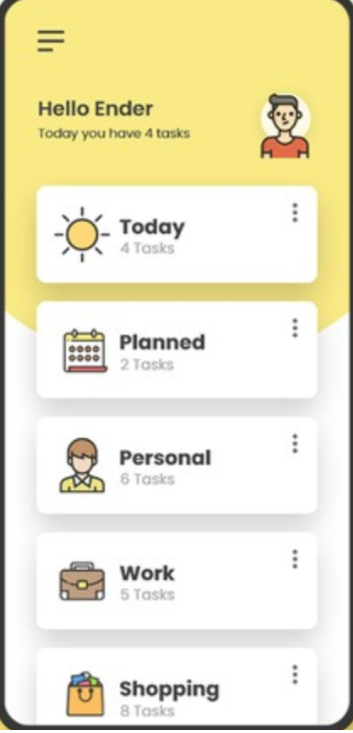 Hello Ender
Today you have 4 tasks
Today
4 Tasks
Planned
2 Tasks
Personal
6 Tasks
Work
5 Tasks
Shopping
8 Tasks